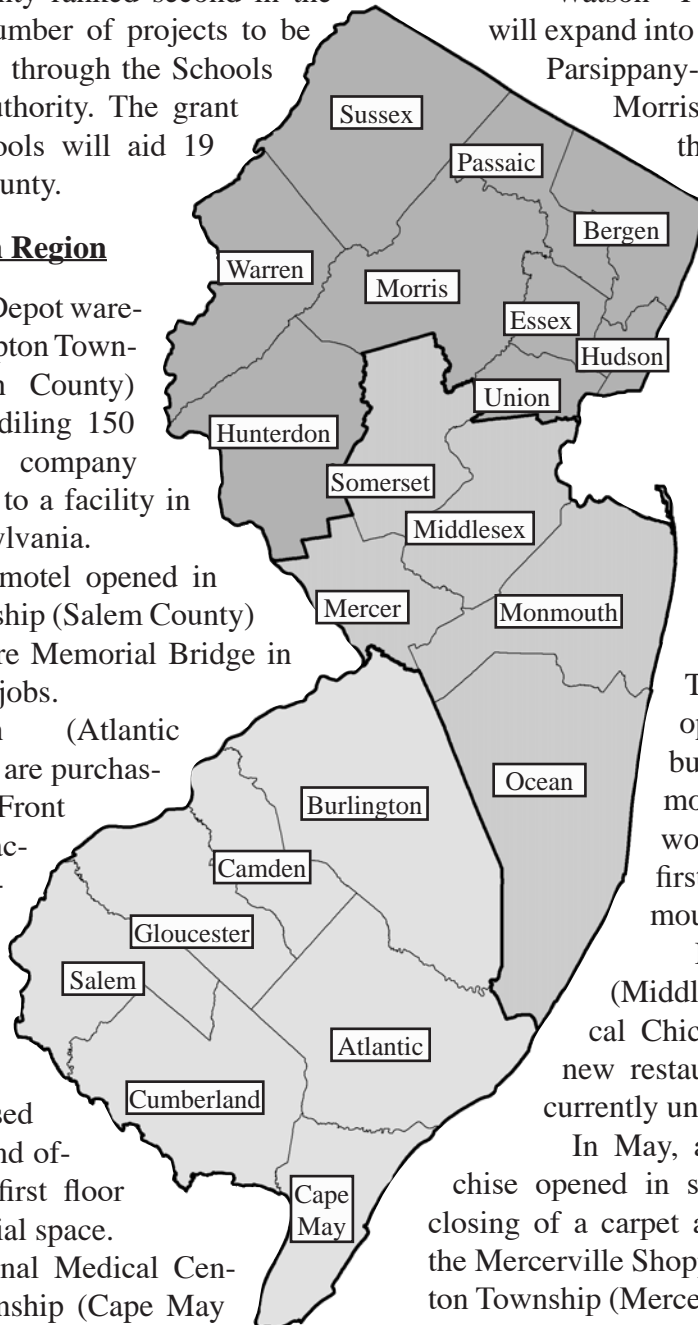 nty ranked second in the
umber of projects to be
through the Schools
uthority. The grant
ools will aid 19
unty.
n Region
Depot ware-
pton Town-
n County)
diling 150
company
to a facility in
ylvania.
motel opened in
ship (Salem County)
re Memorial Bridge in
jobs.
n (Atlantic
are purchas-
Front
ac-
-
sed
nd of-
first floor
ial space.
nal Medical Cen-
nship (Cape May
Sussex
Passaic
Bergen
Warren
Morris
Essex
Hudson
Union
Hunterdon
Somerset
Middlesex
Mercer
Monmouth
Ocean
Burlington
Camden
Gloucester
Salem
Atlantic
Cumberland
Cape
May
will expand into
Parsippany-
Morris
th
T
op
bu
mo
wo
first
mou
(Middl
cal Chic
new restau
currently un
In May, a
chise opened in s
closing of a carpet a
the Mercerville Shop
ton Township (Merce